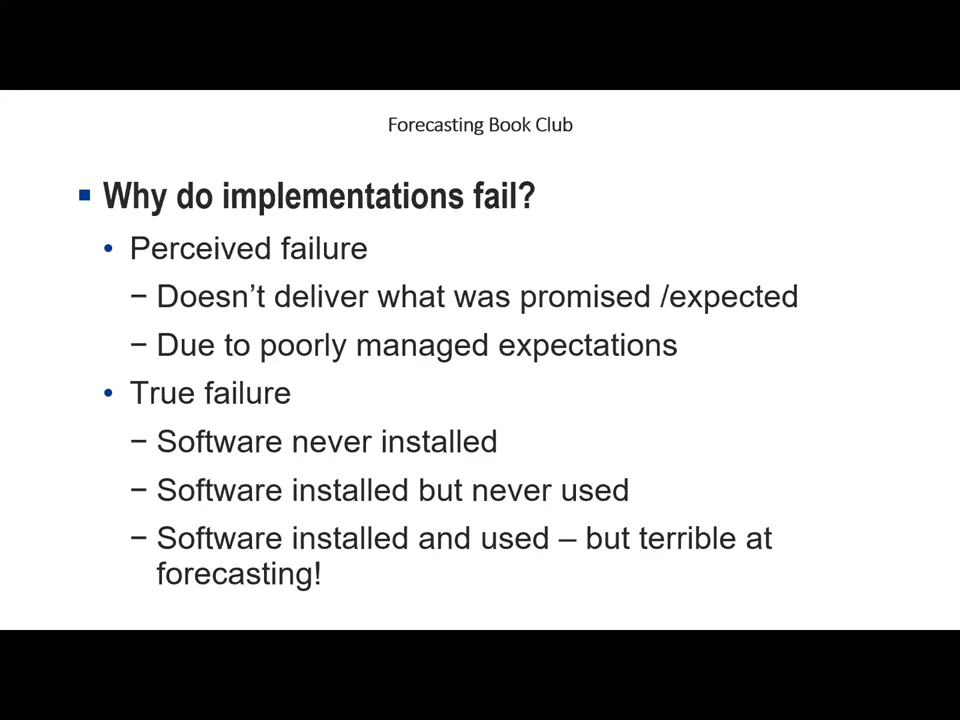 Forecasting Book Club
▪ Why do implementations fail?
• Perceived failure
− Doesn’t deliver what was promised /expected
− Due to poorly managed expectations
• True failure
− Software never installed
− Software installed but never used
− Software installed and used – but terrible at
forecasting!